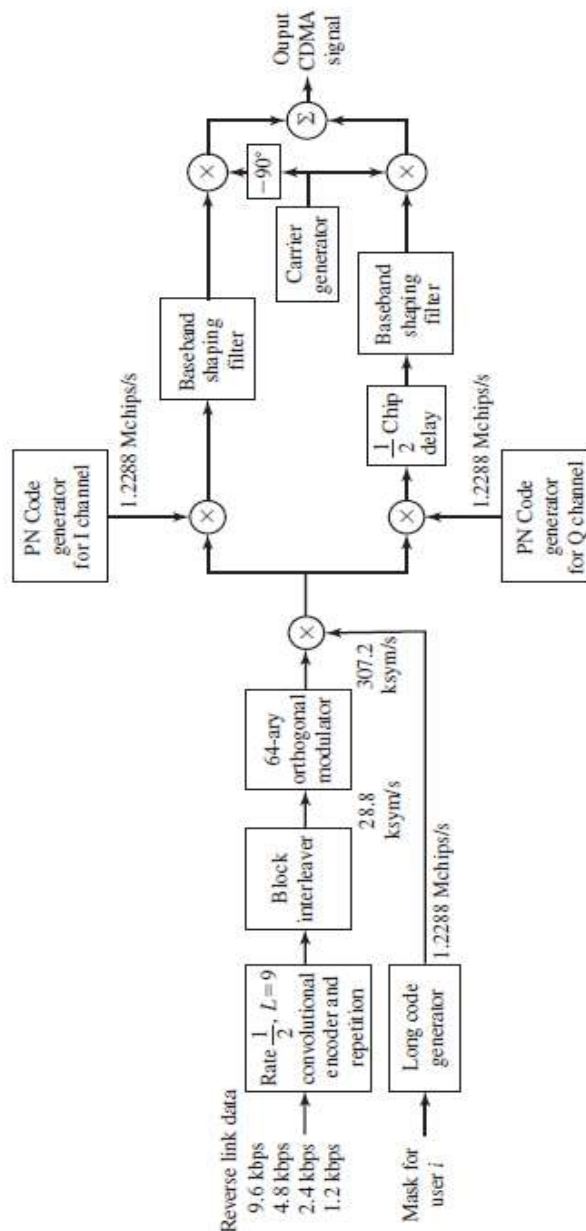 Reverse link data
9.6 kbps
4.8 kbps
2.4 kbps
1.2 kbps
Rate 1/2, L = 9
convolutional
encoder and
repetition
Block
interleaver
28.8
ksym/s
64-ary
orthogonal
modulator
307.2
ksym/s
×
Mask for
user i
Long code
generator
1.2288 Mchips/s
PN Code
generator
for I channel
1.2288 Mchips/s
×
Baseband
shaping
filter
×
−90°
Carrier
generator
Σ
Ouput
CDMA
signal
PN Code
generator
for Q channel
1.2288 Mchips/s
×
1/2 Chip
delay
Baseband
shaping
filter
×